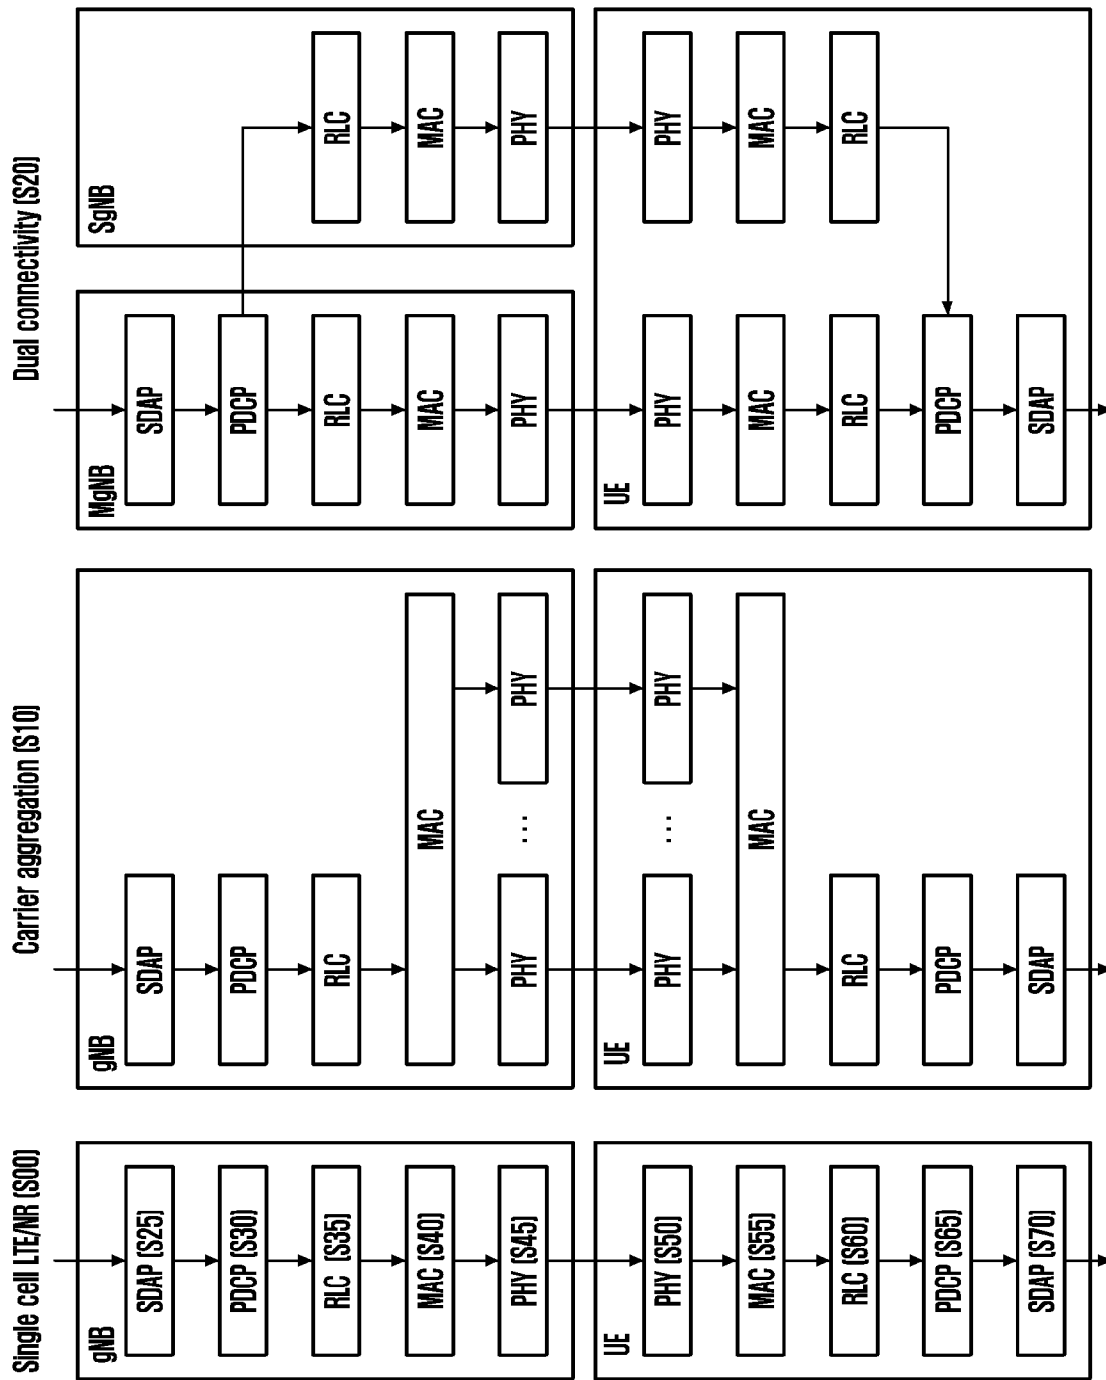 Single cell LTE/NR (S00)
gNB
SDAP (S25)
PDCP (S30)
RLC (S35)
MAC (S40)
PHY (S45)
UE
PHY (S50)
MAC (S55)
RLC (S60)
PDCP (S65)
SDAP (S70)
Carrier aggregation (S10)
gNB
SDAP
PDCP
RLC
MAC
PHY
...
PHY
UE
PHY
...
PHY
MAC
RLC
PDCP
SDAP
Dual connectivity (S20)
MgNB
SDAP
PDCP
RLC
MAC
PHY
SgNB
RLC
MAC
PHY
UE
PHY
MAC
RLC
PDCP
SDAP
PHY
MAC
RLC